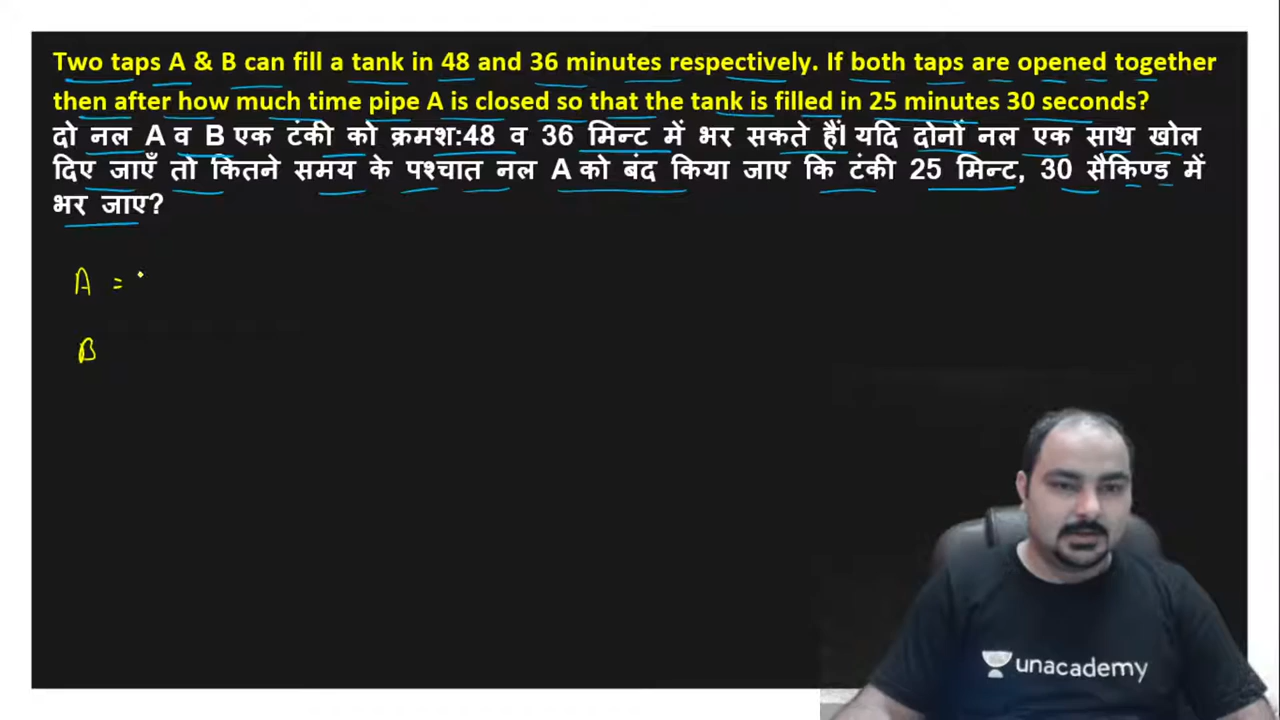 Two taps A & B can fill a tank in 48 and 36 minutes respectively. If both taps are opened together
then after how much time pipe A is closed so that the tank is filled in 25 minutes 30 seconds?
दो नल A व B एक टंकी को क्रमश:48 व 36 मिन्ट में भर सकते हैंI यदि दोनों नल एक साथ खोल
दिए जाएँ तो कितने समय के पश्चात नल A को बंद किया जाए कि टंकी 25 मिन्ट, 30 सैकिण्ड में
भर जाए?
A =
B
unacademy